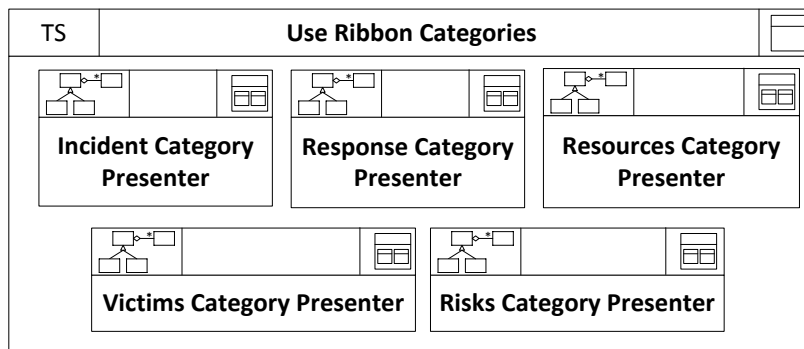 TS
Use Ribbon Categories
*
*
*
Incident Category
Presenter
Response Category
Presenter
Resources Category
Presenter
*
*
Victims Category Presenter
Risks Category Presenter